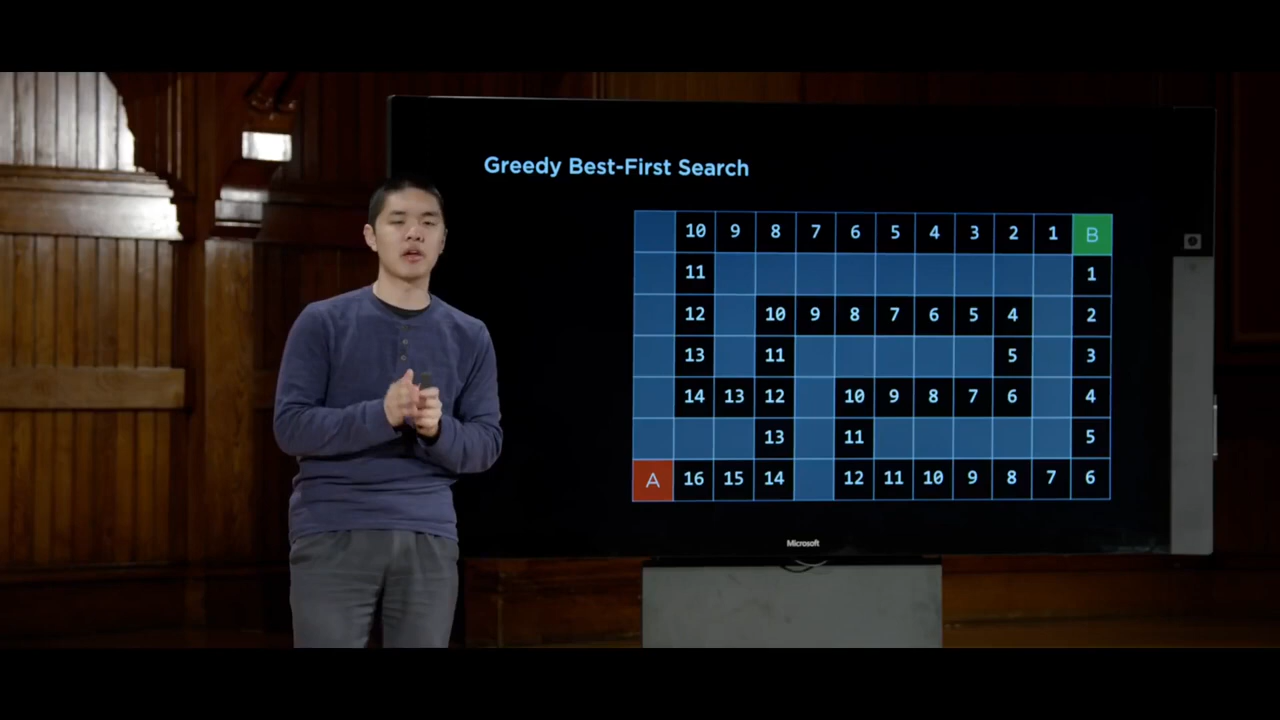 Greedy Best-First Search
10 9 8 7 6 5 4 3 2 1 B
11 1
12 10 9 8 7 6 5 4 2
13 11 5 3
14 13 12 10 9 8 7 6 4
13 11 5
A 16 15 14 12 11 10 9 8 7 6
Microsoft